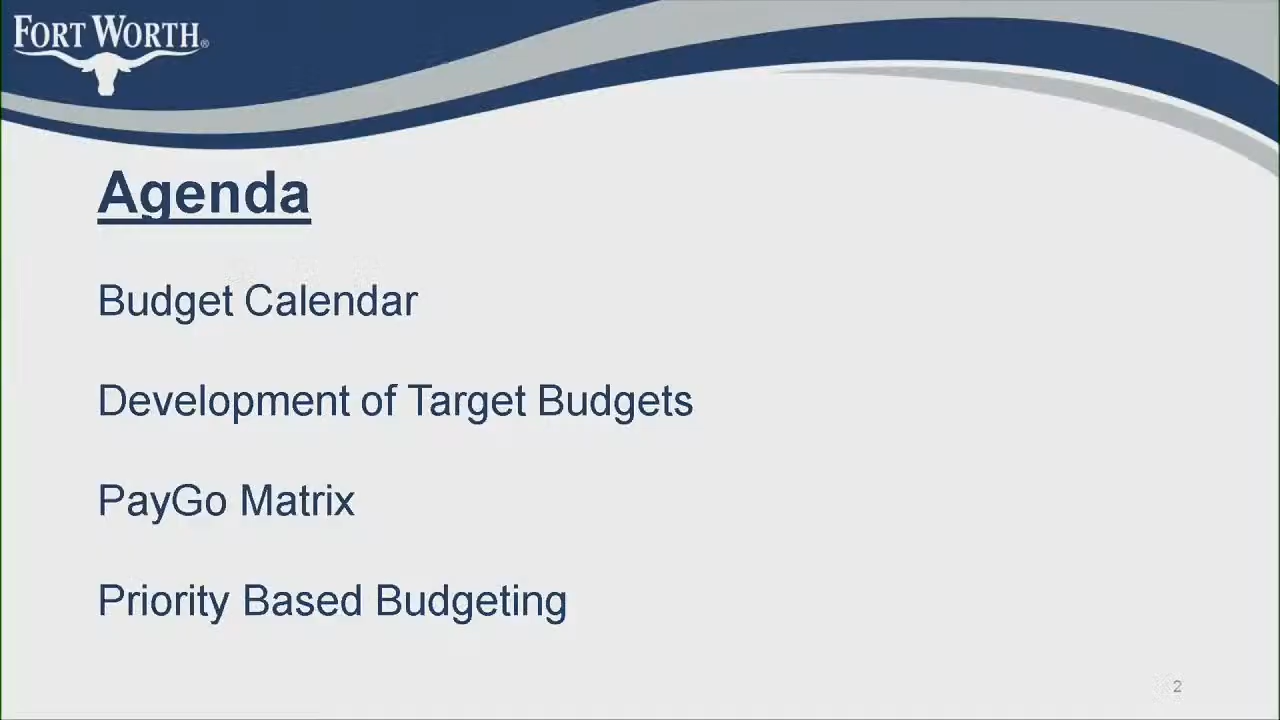 FORT WORTH®
Agenda
Budget Calendar
Development of Target Budgets
PayGo Matrix
Priority Based Budgeting
2